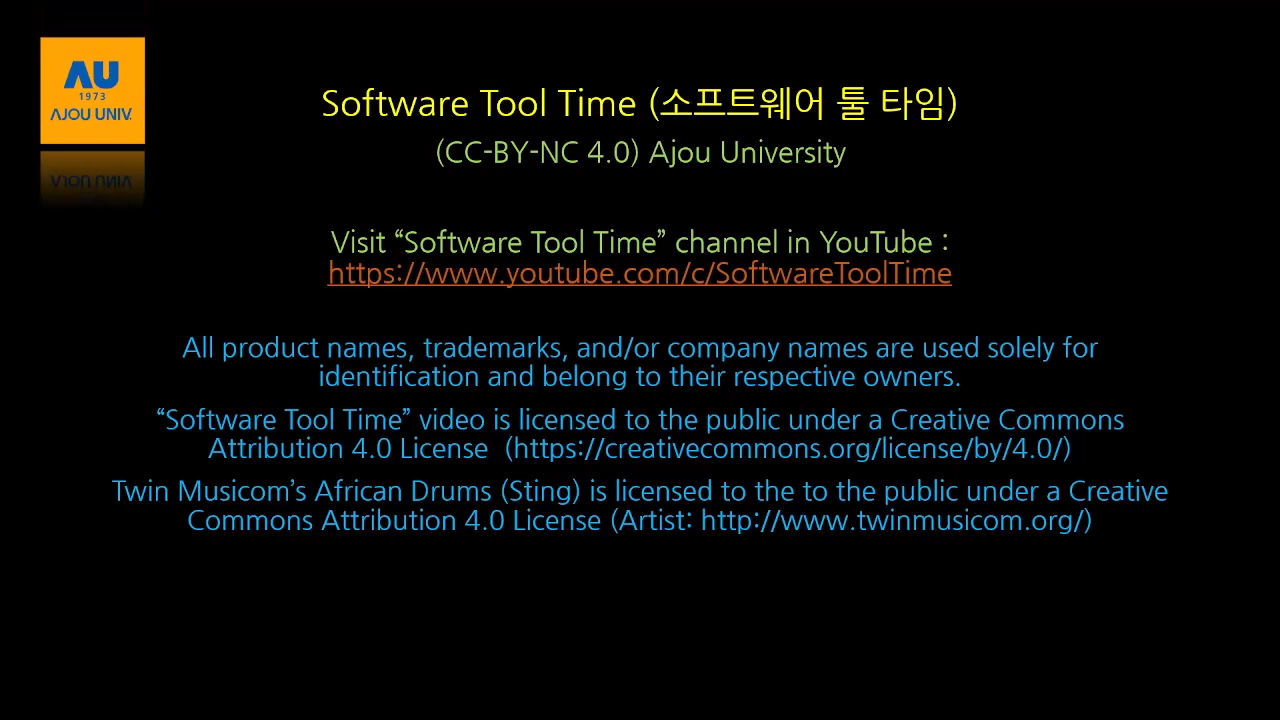 AU
1973
AJOU UNIV.
Software Tool Time (소프트웨어 툴 타임)
(CC-BY-NC 4.0) Ajou University
Visit “Software Tool Time” channel in YouTube :
https://www.youtube.com/c/SoftwareToolTime
All product names, trademarks, and/or company names are used solely for
identification and belong to their respective owners.
“Software Tool Time” video is licensed to the public under a Creative Commons
Attribution 4.0 License  (https://creativecommons.org/license/by/4.0/)
Twin Musicom’s African Drums (Sting) is licensed to the to the public under a Creative
Commons Attribution 4.0 License (Artist: http://www.twinmusicom.org/)